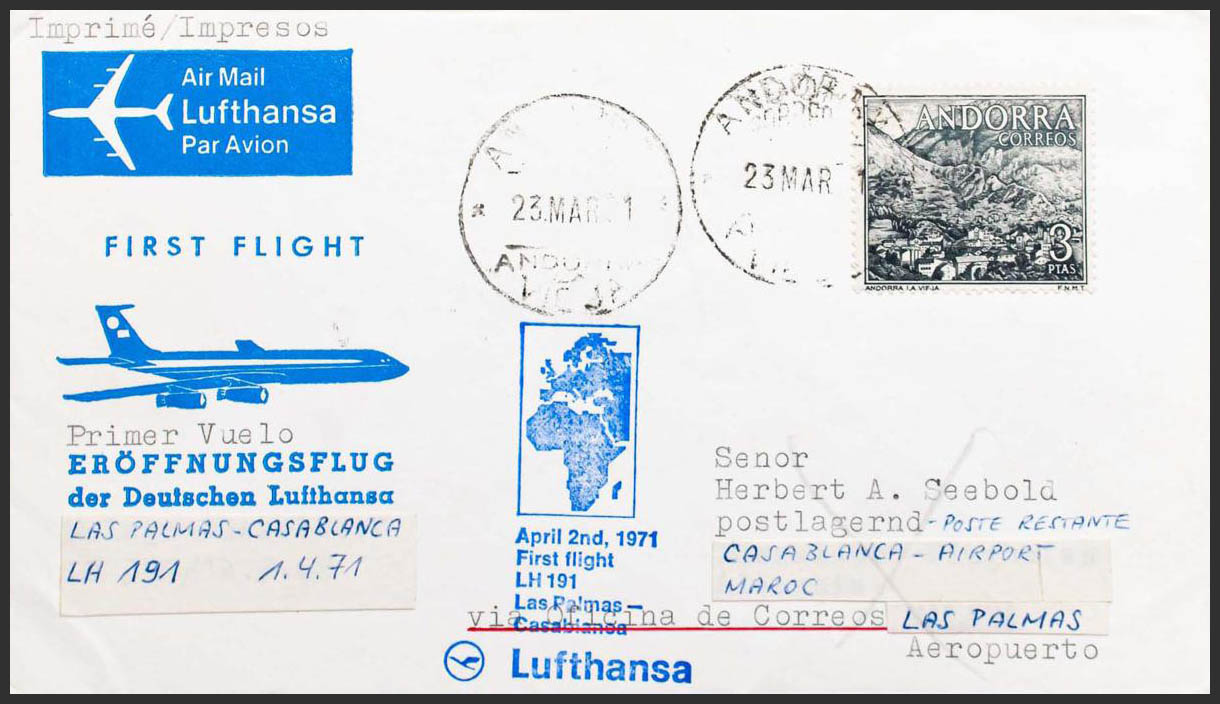 Imprimé/Impresos
Air Mail
Lufthansa
Par Avion
FIRST FLIGHT
23.MAR 1
ANDORRA
23 MAR 1
ANDORRA
CORREOS
3
PTAS
ANDORRA LA VIEJA
F.N.M.T.
Primer Vuelo
ERÖFFNUNGSFLUG
der Deutschen Lufthansa
LAS PALMAS - CASABLANCA
LH 191 1.4.71
April 2nd, 1971
First flight
LH 191
Las Palmas –
Casablanca
Lufthansa
Senor
Herbert A. Seebold
postlagernd - POSTE RESTANTE
CASABLANCA - AIRPORT
MAROC
via Oficina de Correos LAS PALMAS
Aeropuerto